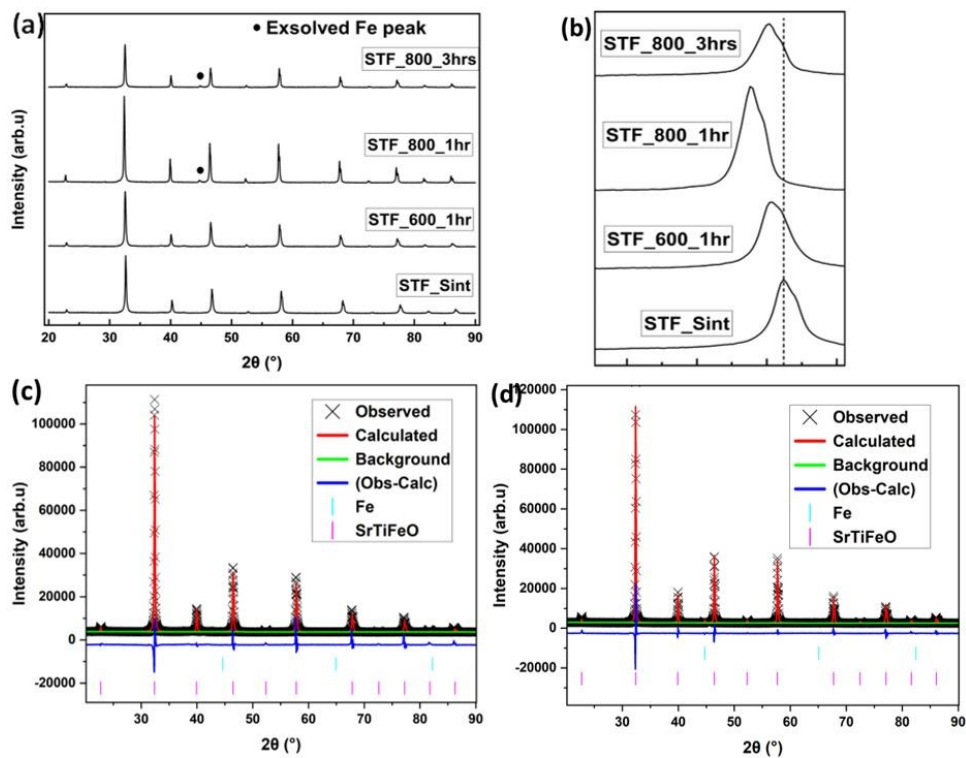 (a)
• Exsolved Fe peak
STF_800_3hrs
STF_800_1hr
STF_600_1hr
STF_Sint
Intensity (arb.u)
20 30 40 50 60 70 80 90
2θ (°)
(b)
STF_800_3hrs
STF_800_1hr
STF_600_1hr
STF_Sint
(c)
Observed
Calculated
Background
(Obs-Calc)
Fe
SrTiFeO
100000
80000
60000
40000
20000
0
-20000
Intensity (arb.u)
30 40 50 60 70 80 90
2θ (°)
(d)
Observed
Calculated
Background
(Obs-Calc)
Fe
SrTiFeO
120000
100000
80000
60000
40000
20000
0
-20000
Intensity (arb.u)
30 40 50 60 70 80 90
2θ (°)